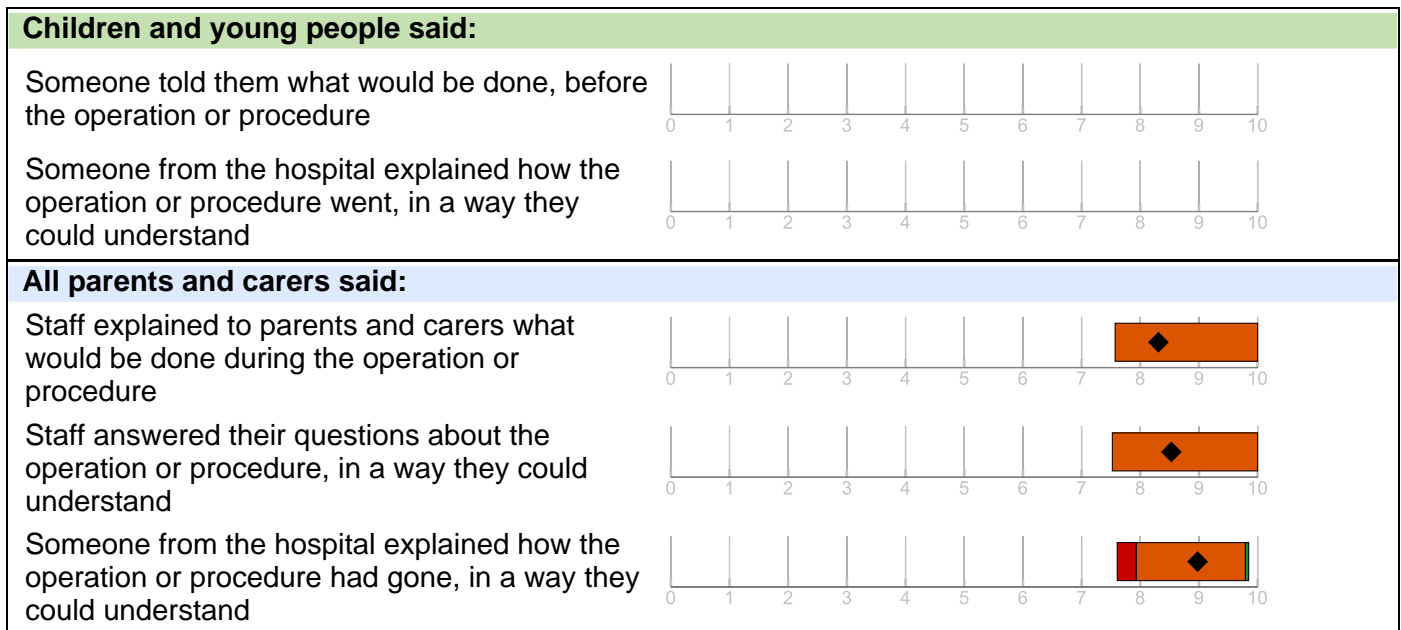 Children and young people said:
Someone told them what would be done, before
the operation or procedure
0 1 2 3 4 5 6 7 8 9 10
Someone from the hospital explained how the
operation or procedure went, in a way they
could understand
0 1 2 3 4 5 6 7 8 9 10
All parents and carers said:
Staff explained to parents and carers what
would be done during the operation or
procedure
0 1 2 3 4 5 6 7 8 9 10
Staff answered their questions about the
operation or procedure, in a way they could
understand
0 1 2 3 4 5 6 7 8 9 10
Someone from the hospital explained how the
operation or procedure had gone, in a way they
could understand
0 1 2 3 4 5 6 7 8 9 10